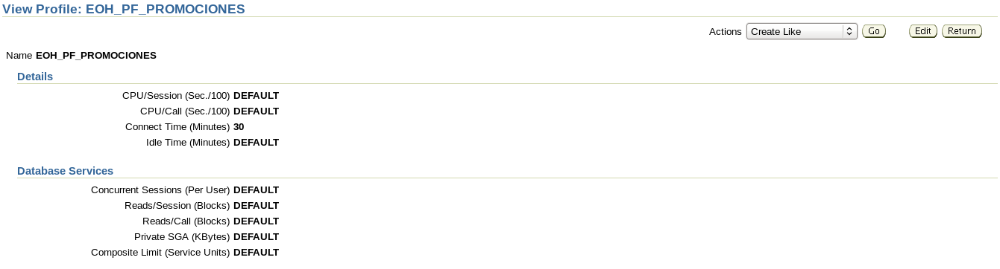 View Profile: EOH_PF_PROMOCIONES
Actions Create Like Go Edit Return
Name EOH_PF_PROMOCIONES
Details
CPU/Session (Sec./100) DEFAULT
CPU/Call (Sec./100) DEFAULT
Connect Time (Minutes) 30
Idle Time (Minutes) DEFAULT
Database Services
Concurrent Sessions (Per User) DEFAULT
Reads/Session (Blocks) DEFAULT
Reads/Call (Blocks) DEFAULT
Private SGA (KBytes) DEFAULT
Composite Limit (Service Units) DEFAULT